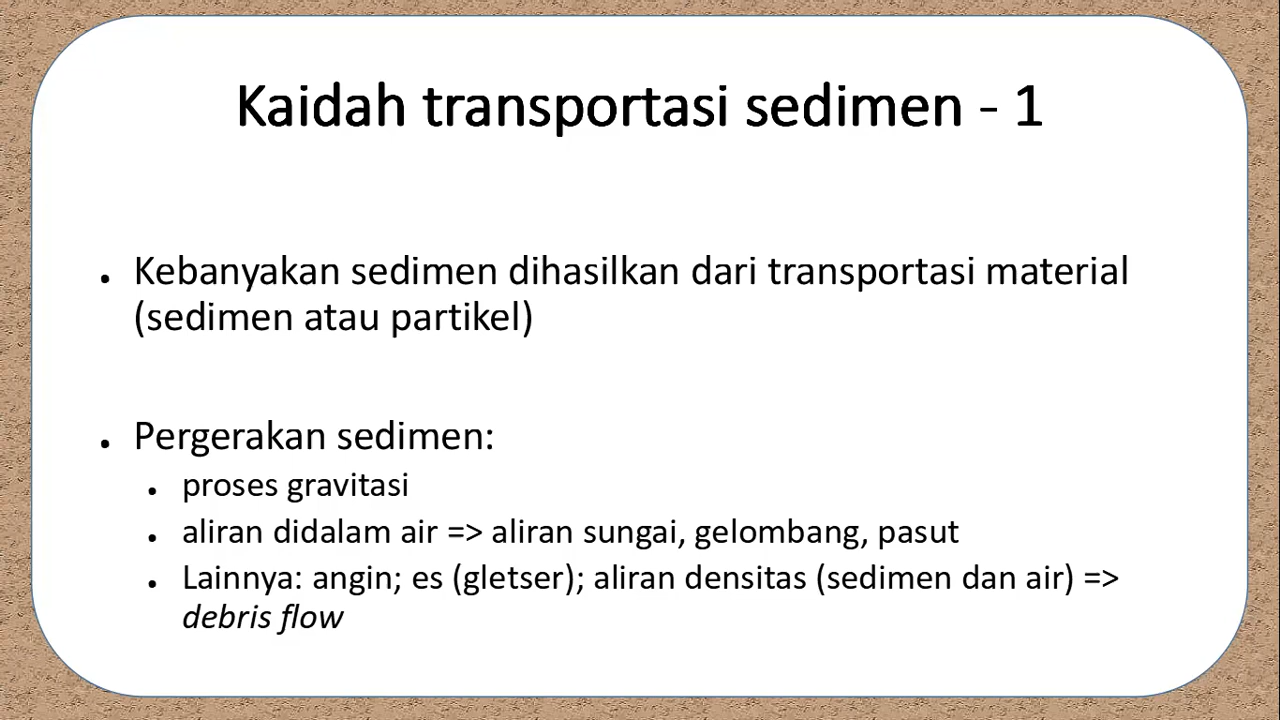 Kaidah transportasi sedimen - 1
• Kebanyakan sedimen dihasilkan dari transportasi material
(sedimen atau partikel)
• Pergerakan sedimen:
• proses gravitasi
• aliran didalam air => aliran sungai, gelombang, pasut
• Lainnya: angin; es (gletser); aliran densitas (sedimen dan air) =>
debris flow